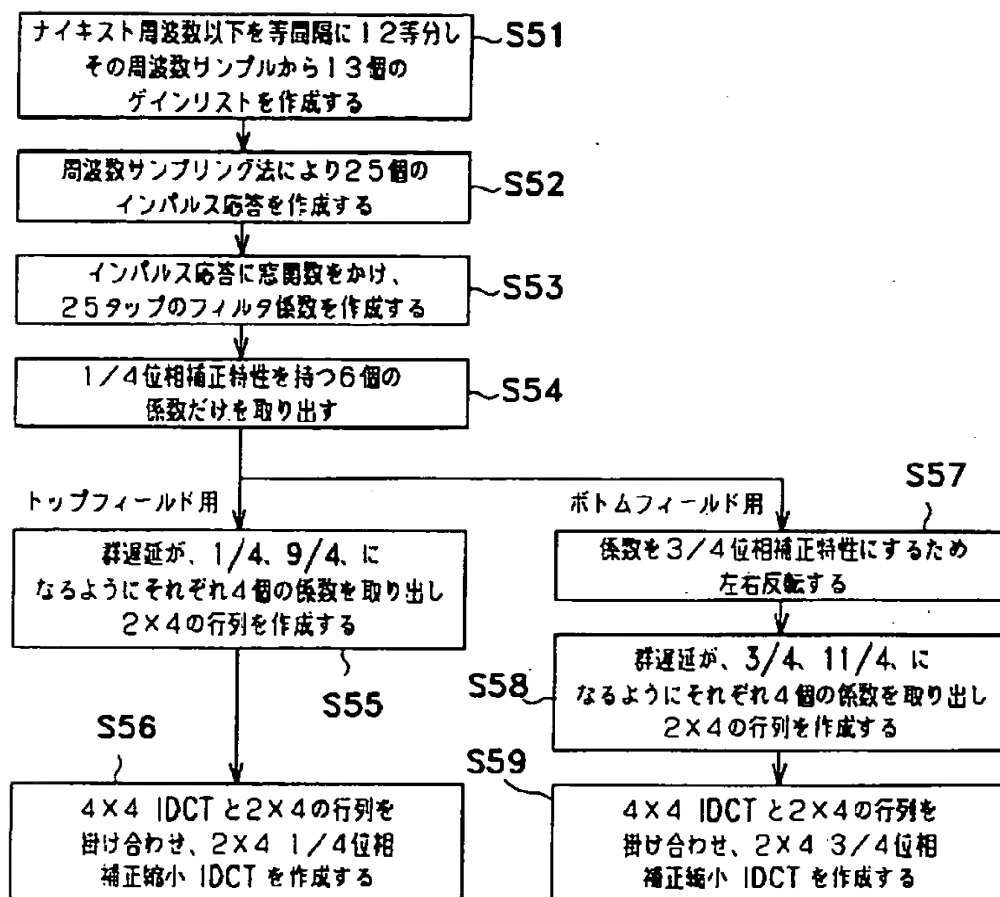 ナイキスト周波数以下を等間隔に12等分し
その周波数サンプルから13個の
ゲインリストを作成する
S51
周波数サンプリング法により25個の
インパルス応答を作成する
S52
インパルス応答に窓関数をかけ、
25タップのフィルタ係数を作成する
S53
1/4位相補正特性を持つ6個の
係数だけを取り出す
S54
トップフィールド用
群遅延が、1/4、9/4、に
なるようにそれぞれ4個の係数を取り出し
2×4の行列を作成する
S55
S56
4×4 IDCTと2×4の行列を
掛け合わせ、2×4 1/4位相
補正縮小 IDCTを作成する
ボトムフィールド用
S57
係数を3/4位相補正特性にするため
左右反転する
S58
群遅延が、3/4、11/4、に
なるようにそれぞれ4個の係数を取り出し
2×4の行列を作成する
S59
4×4 IDCTと2×4の行列を
掛け合わせ、2×4 3/4位相
補正縮小 IDCTを作成する